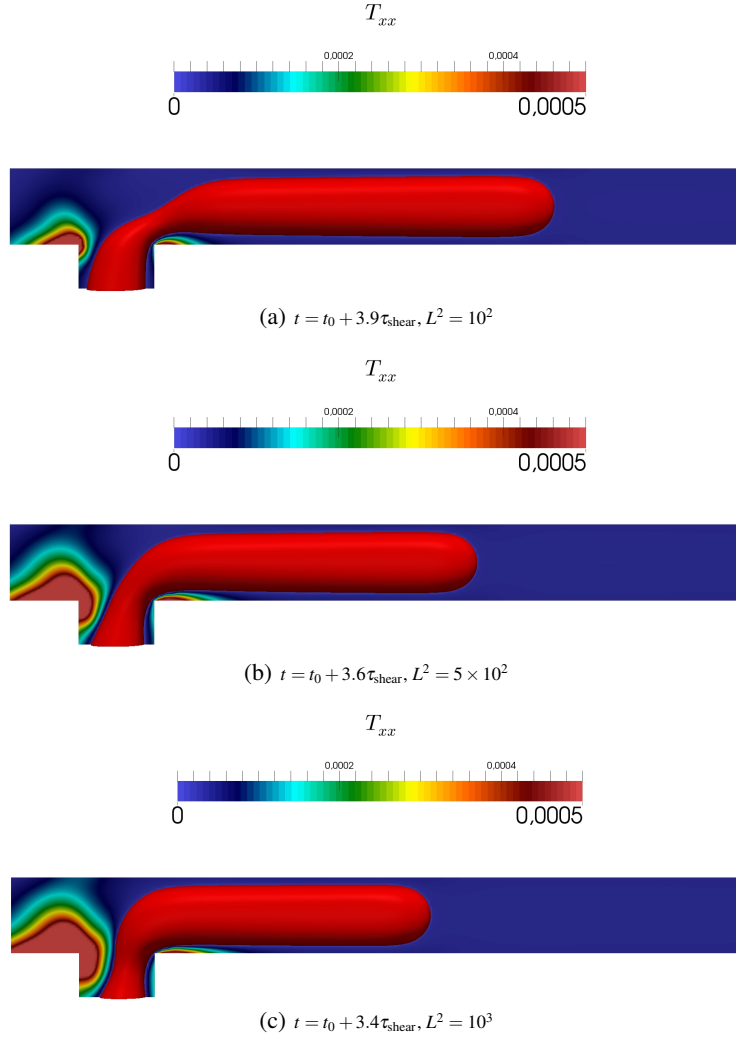 T_{xx}
0,0002 0,0004
0 0,0005
(a) t = t_0 + 3.9τ_shear, L^2 = 10^2
T_{xx}
0,0002 0,0004
0 0,0005
(b) t = t_0 + 3.6τ_shear, L^2 = 5 × 10^2
T_{xx}
0,0002 0,0004
0 0,0005
(c) t = t_0 + 3.4τ_shear, L^2 = 10^3